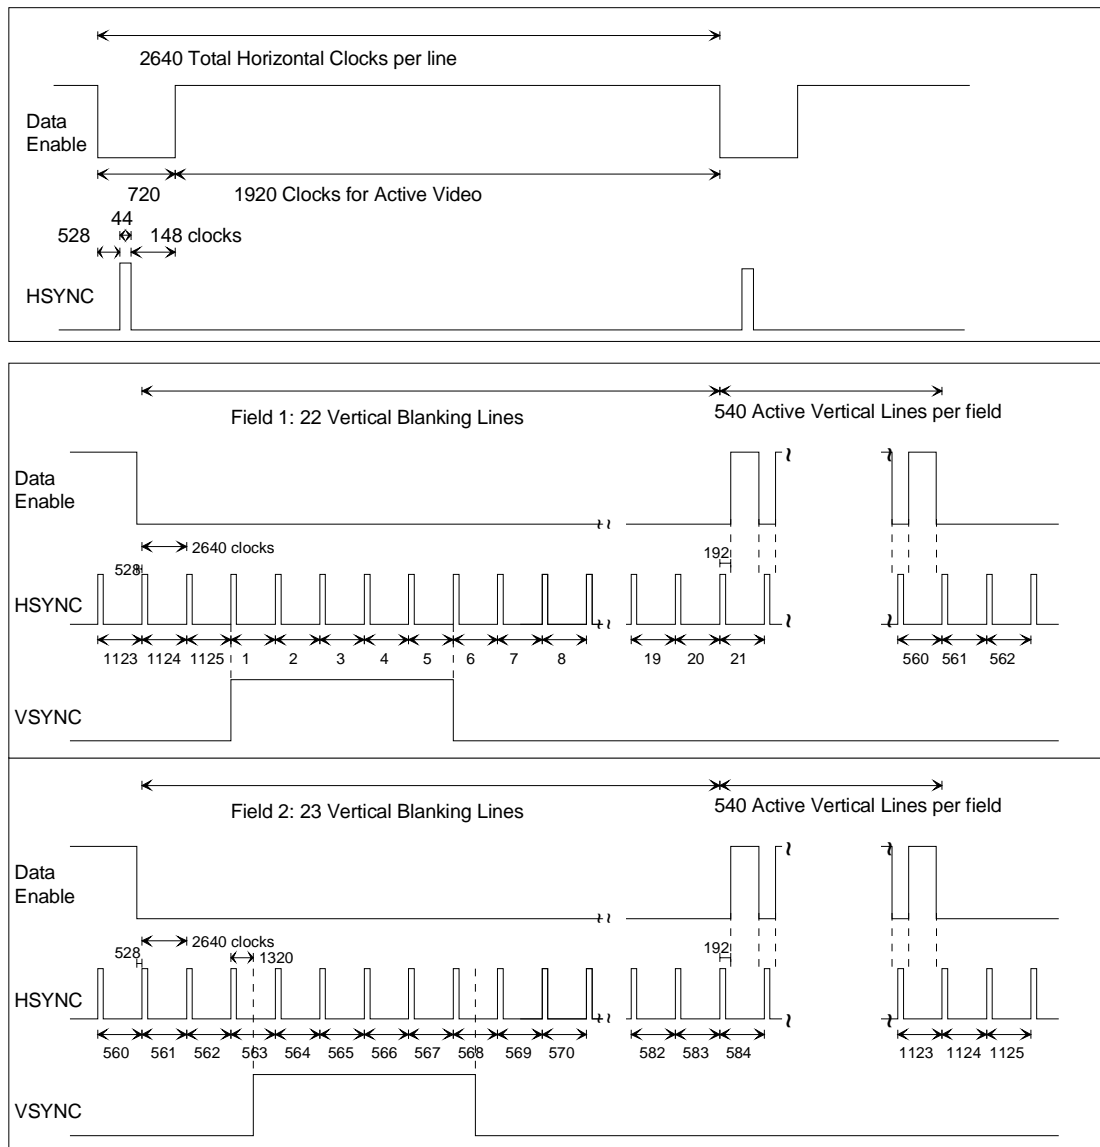 2640 Total Horizontal Clocks per line
Data
Enable
720
1920 Clocks for Active Video
44
528
148 clocks
HSYNC
Field 1: 22 Vertical Blanking Lines
540 Active Vertical Lines per field
Data
Enable
2640 clocks
192
528
HSYNC
1123 1124 1125 1 2 3 4 5 6 7 8 19 20 21 560 561 562
VSYNC
Field 2: 23 Vertical Blanking Lines
540 Active Vertical Lines per field
Data
Enable
2640 clocks
192
528
1320
HSYNC
560 561 562 563 564 565 566 567 568 569 570 582 583 584 1123 1124 1125
VSYNC